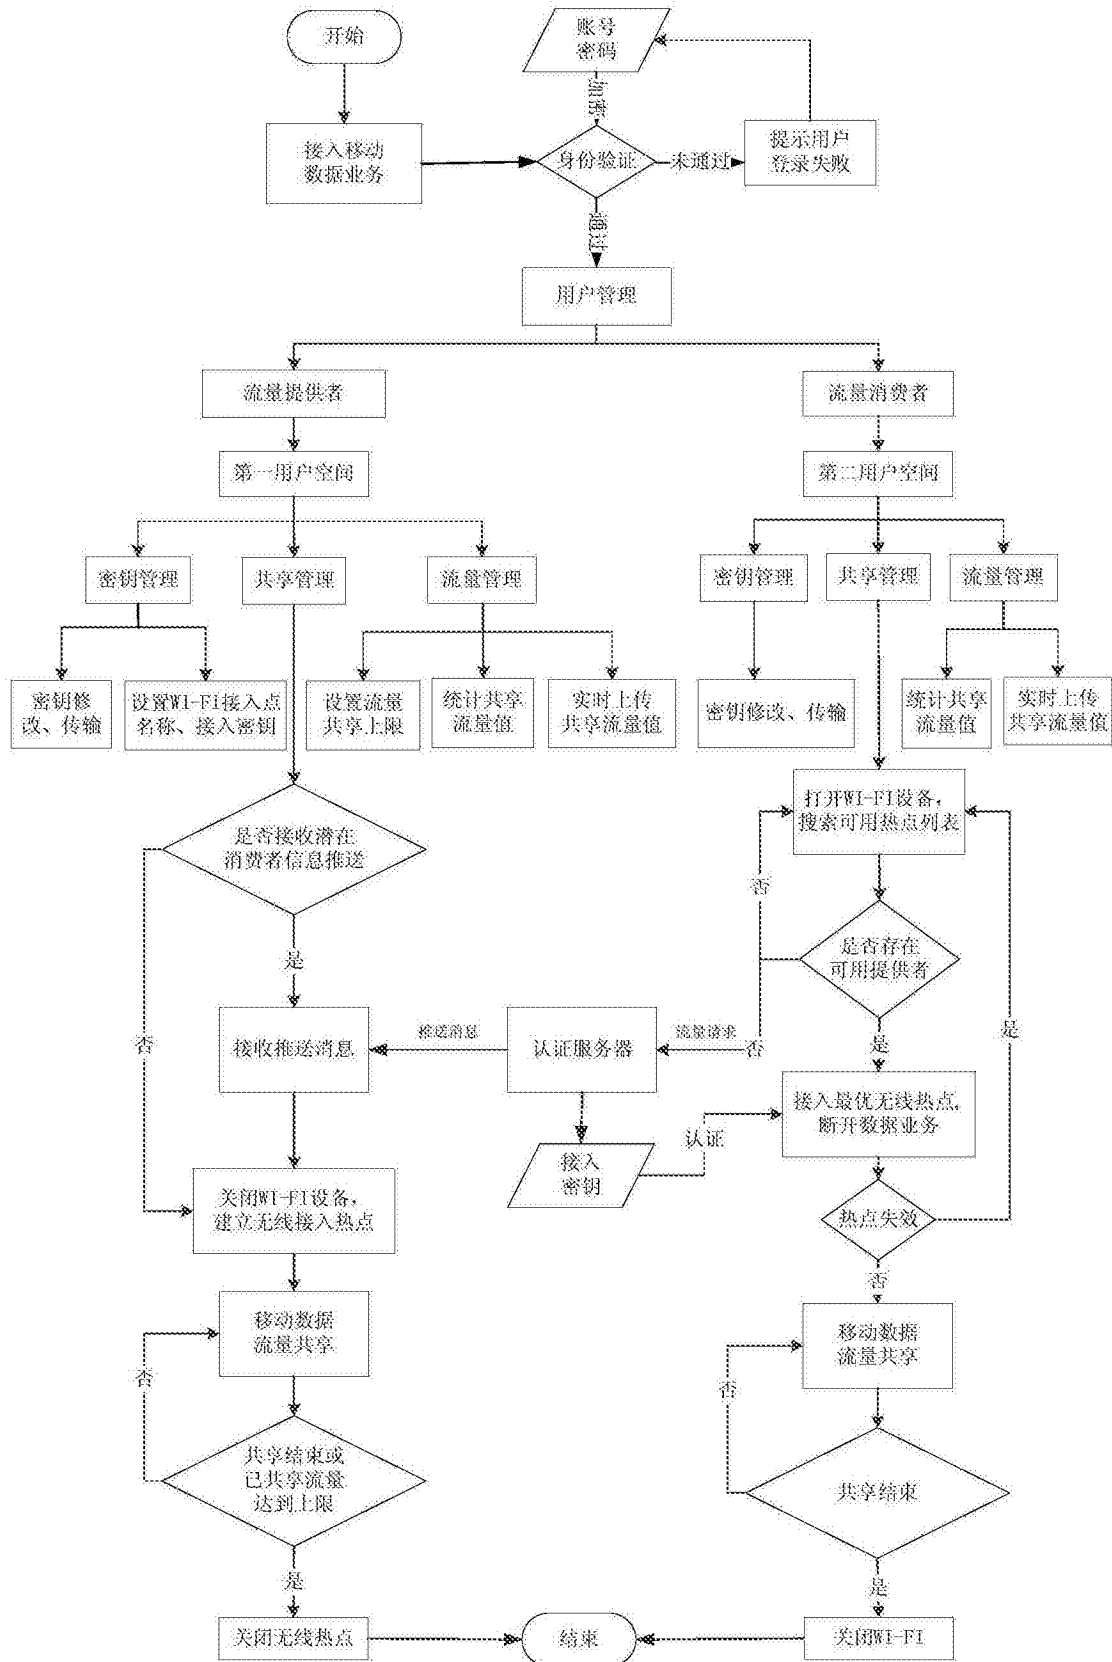 开始
账号
密码
加密
接入移动
数据业务
身份验证
未通过
提示用户
登录失败
通过
用户管理
流量提供者
流量消费者
第一用户空间
第二用户空间
密钥管理
共享管理
流量管理
密钥管理
共享管理
流量管理
密钥修
改、传输
设置WI-FI接入点
名称、接入密钥
设置流量
共享上限
统计共享
流量值
实时上传
共享流量值
密钥修改、传输
统计共享
流量值
实时上传
共享流量值
打开WI-FI设备,
搜索可用热点列表
是否接收潜在
消费者信息推送
否
是否存在
可用提供者
是
否
接收推送消息
推送消息
认证服务器
流量请求
否
是
是
接入最优无线热点,
断开数据业务
认证
接入
密钥
关闭WI-FI设备,
建立无线接入热点
热点失效
否
移动数据
流量共享
移动数据
流量共享
否
否
共享结束或
已共享流量
达到上限
共享结束
是
是
关闭无线热点
结束
关闭WI-FI